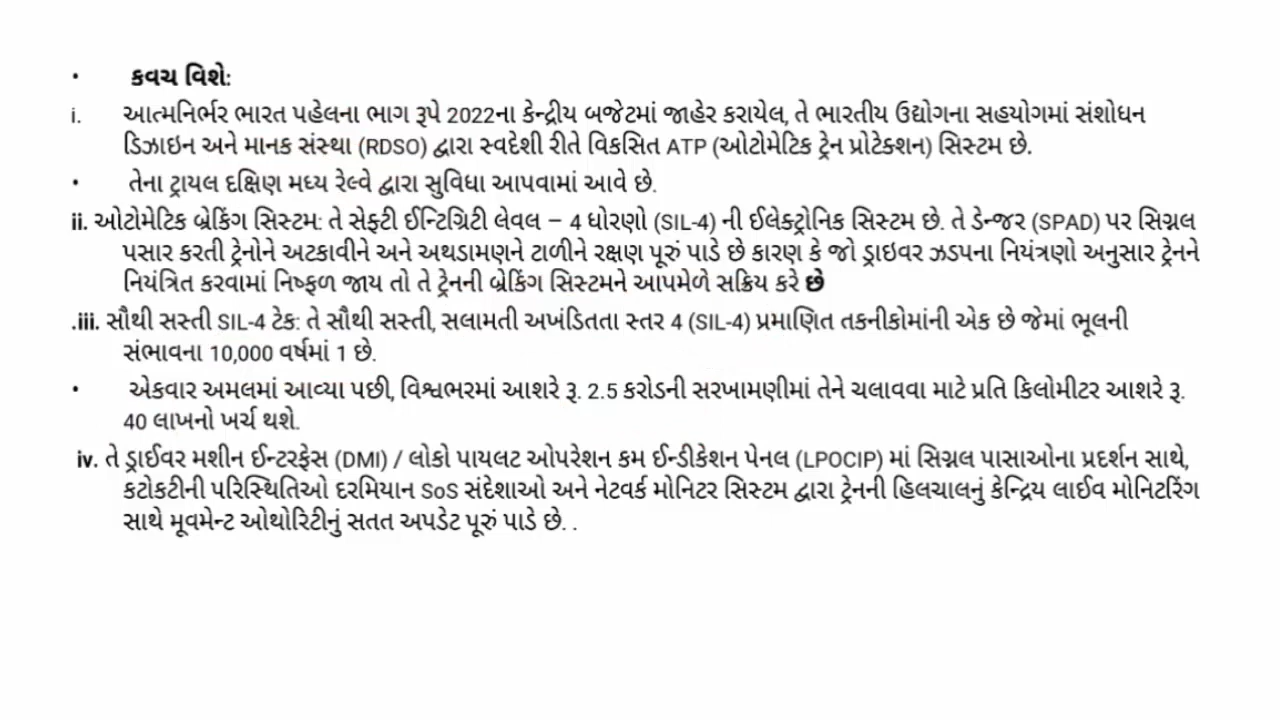 • કવચ વિશે:
i. આત્મનિર્ભર ભારત પહેલના ભાગ રૂપે 2022ના કેન્દ્રીય બજેટમાં જાહેર કરાયેલ, તે ભારતીય ઉદ્યોગના સહયોગમાં સંશોધન
ડિઝાઇન અને માનક સંસ્થા (RDSO) દ્વારા સ્વદેશી રીતે વિકસિત ATP (ઓટોમેટિક ટ્રેન પ્રોટેક્શન) સિસ્ટમ છે.
• તેના ટ્રાયલ દક્ષિણ મધ્ય રેલ્વે દ્વારા સુવિધા આપવામાં આવે છે.
ii. ઓટોમેટિક બ્રેકિંગ સિસ્ટમ: તે સેફ્ટી ઈન્ટિગ્રિટી લેવલ – 4 ધોરણો (SIL-4) ની ઈલેક્ટ્રોનિક સિસ્ટમ છે. તે ડેન્જર (SPAD) પર સિગ્નલ
પસાર કરતી ટ્રેનોને અટકાવીને અને અથડામણને ટાળીને રક્ષણ પૂરું પાડે છે કારણ કે જો ડ્રાઇવર ઝડપના નિયંત્રણો અનુસાર ટ્રેનને
નિયંત્રિત કરવામાં નિષ્ફળ જાય તો તે ટ્રેનની બ્રેકિંગ સિસ્ટમને આપમેળે સક્રિય કરે છે
.iii. સૌથી સસ્તી SIL-4 ટેક: તે સૌથી સસ્તી, સલામતી અખંડિતતા સ્તર 4 (SIL-4) પ્રમાણિત તકનીકોમાંની એક છે જેમાં ભૂલની
સંભાવના 10,000 વર્ષમાં 1 છે.
• એકવાર અમલમાં આવ્યા પછી, વિશ્વભરમાં આશરે રૂ. 2.5 કરોડની સરખામણીમાં તેને ચલાવવા માટે પ્રતિ કિલોમીટર આશરે રૂ.
40 લાખનો ખર્ચ થશે.
iv. તે ડ્રાઈવર મશીન ઈન્ટરફેસ (DMI) / લોકો પાયલટ ઓપરેશન કમ ઈન્ડીકેશન પેનલ (LPOCIP) માં સિગ્નલ પાસાઓના પ્રદર્શન સાથે,
કટોકટીની પરિસ્થિતિઓ દરમિયાન SoS સંદેશાઓ અને નેટવર્ક મોનિટર સિસ્ટમ દ્વારા ટ્રેનની હિલચાલનું કેન્દ્રિય લાઈવ મોનિટરિંગ
સાથે મૂવમેન્ટ ઓથોરિટીનું સતત અપડેટ પૂરું પાડે છે. .